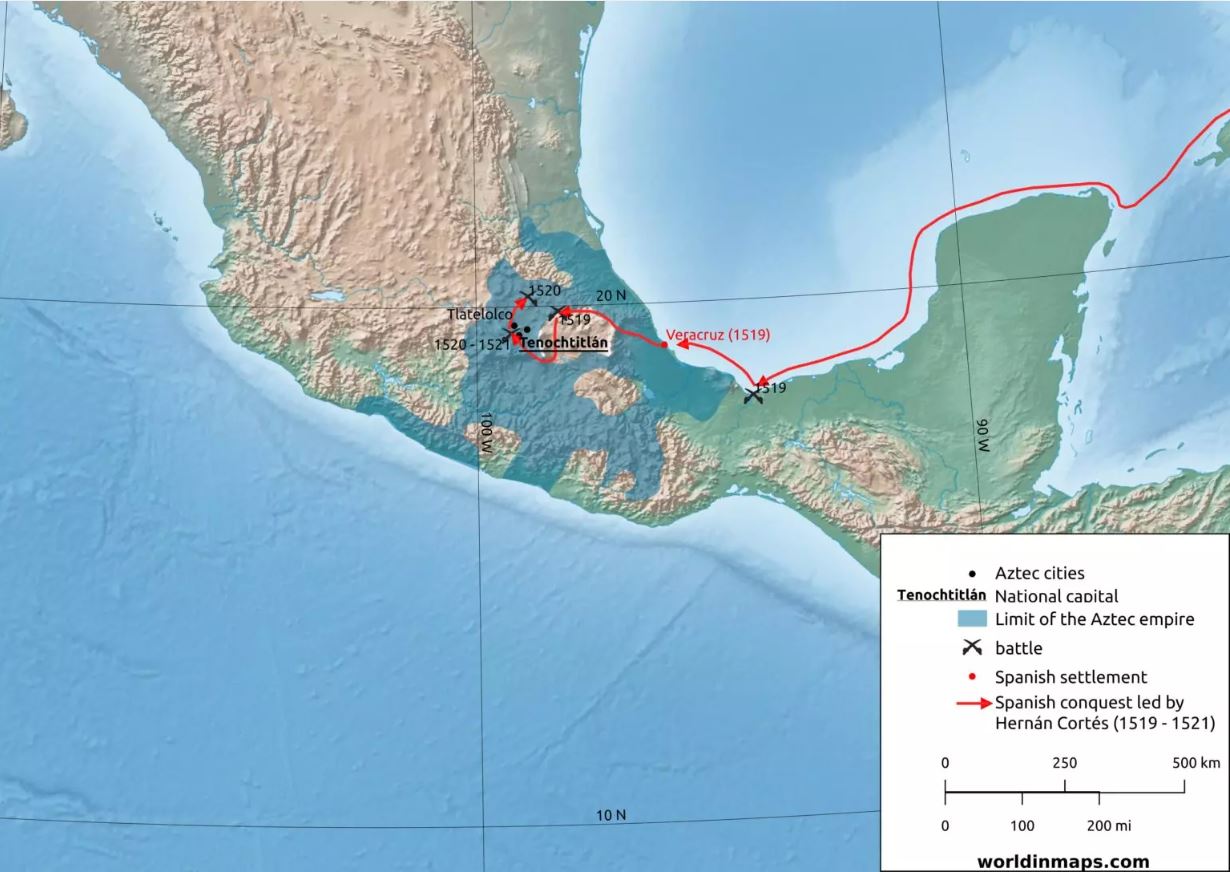 1520
20 N
Tlatelolco
1519
Veracruz (1519)
1520 - 1521
Tenochtitlán
1519
100 W
90 W
10 N
Aztec cities
Tenochtitlán National capital
Limit of the Aztec empire
battle
Spanish settlement
Spanish conquest led by
Hernán Cortés (1519 - 1521)
0 250 500 km
0 100 200 mi
worldinmaps.com